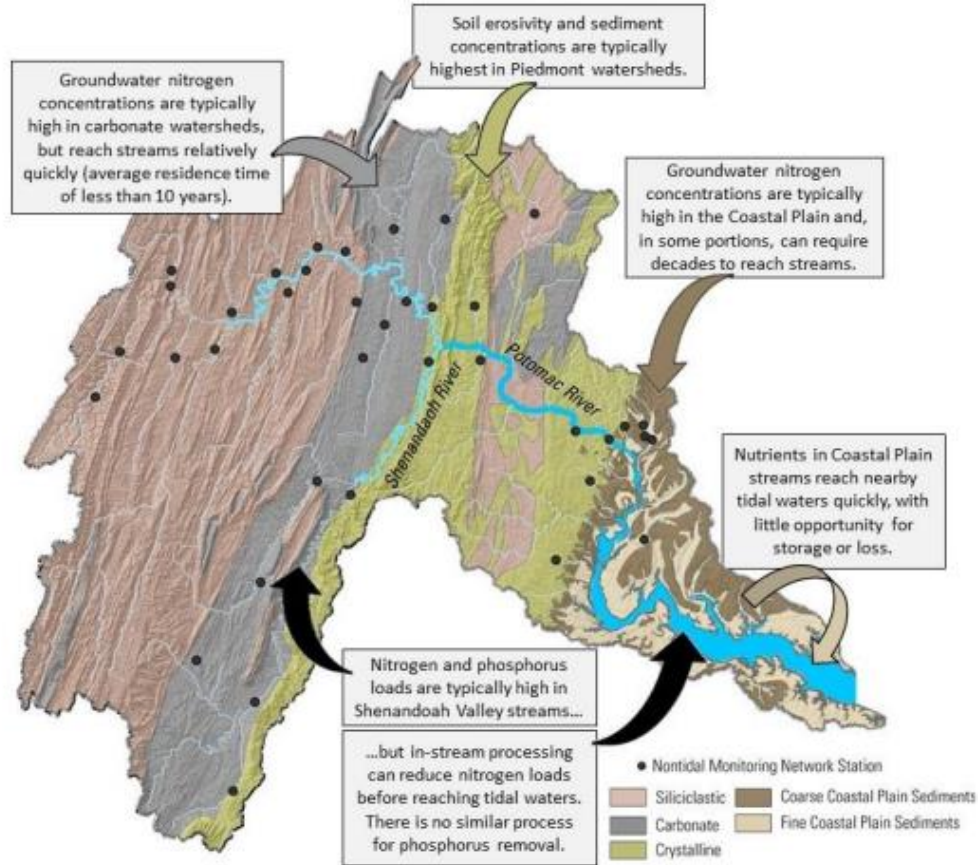 Soil erosivity and sediment
concentrations are typically
highest in Piedmont watersheds.
Groundwater nitrogen
concentrations are typically
high in carbonate watersheds,
but reach streams relatively
quickly (average residence time
of less than 10 years).
Groundwater nitrogen
concentrations are typically
high in the Coastal Plain and,
in some portions, can require
decades to reach streams.
Potomac River
Shenandaoh River
Nutrients in Coastal Plain
streams reach nearby
tidal waters quickly, with
little opportunity for
storage or loss.
Nitrogen and phosphorus
loads are typically high in
Shenandoah Valley streams...
...but in-stream processing
can reduce nitrogen loads
before reaching tidal waters.
There is no similar process
for phosphorus removal.
Nontidal Monitoring Network Station
Siliciclastic
Coarse Coastal Plain Sediments
Carbonate
Fine Coastal Plain Sediments
Crystalline